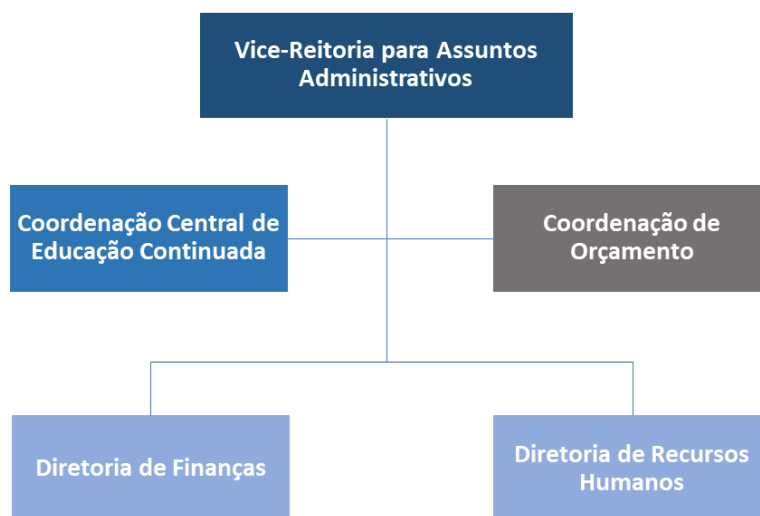 Vice-Reitoria para Assuntos
Administrativos
Coordenação Central de
Educação Continuada
Coordenação de
Orçamento
Diretoria de Finanças
Diretoria de Recursos
Humanos